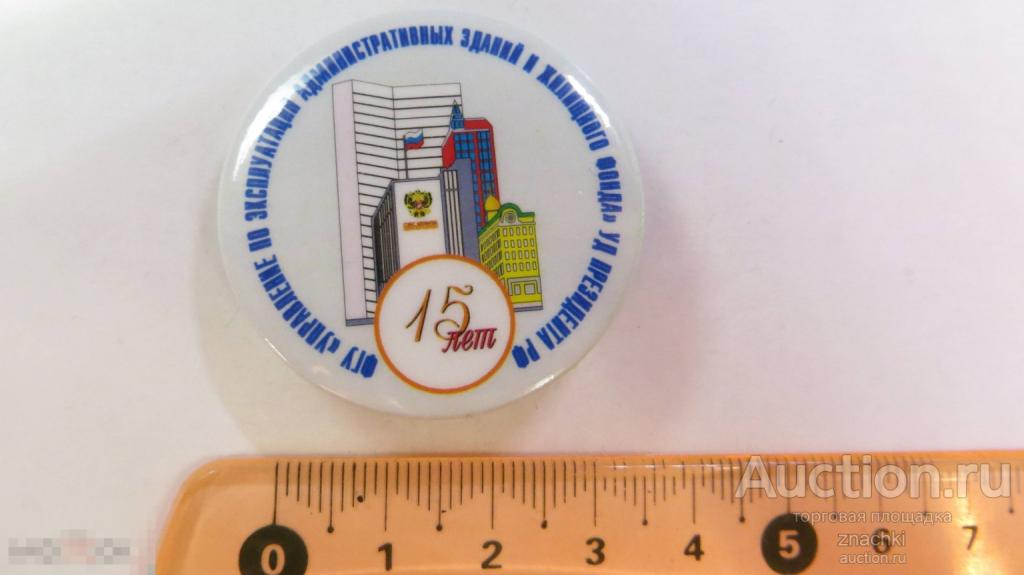 ФГУ «УПРАВЛЕНИЕ ПО ЭКСПЛУАТАЦИИ АДМИНИСТРАТИВНЫХ ЗДАНИЙ И ЖИЛИЩНОГО ФОНДА» УД ПРЕЗИДЕНТА РФ
15
лет
0 1 2 3 4 5 6 7
Auction.ru
торговая площадка
znachki
auction.ru